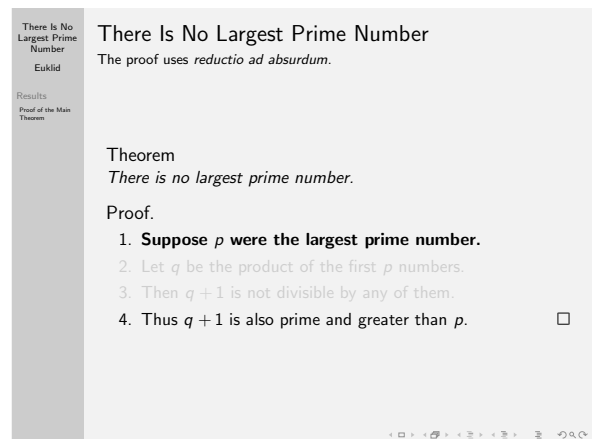 There Is No
Largest Prime
Number
Euklid
Results
Proof of the Main
Theorem
There Is No Largest Prime Number
The proof uses reductio ad absurdum.
Theorem
There is no largest prime number.
Proof.
1. Suppose p were the largest prime number.
2. Let q be the product of the first p numbers.
3. Then q + 1 is not divisible by any of them.
4. Thus q + 1 is also prime and greater than p. □